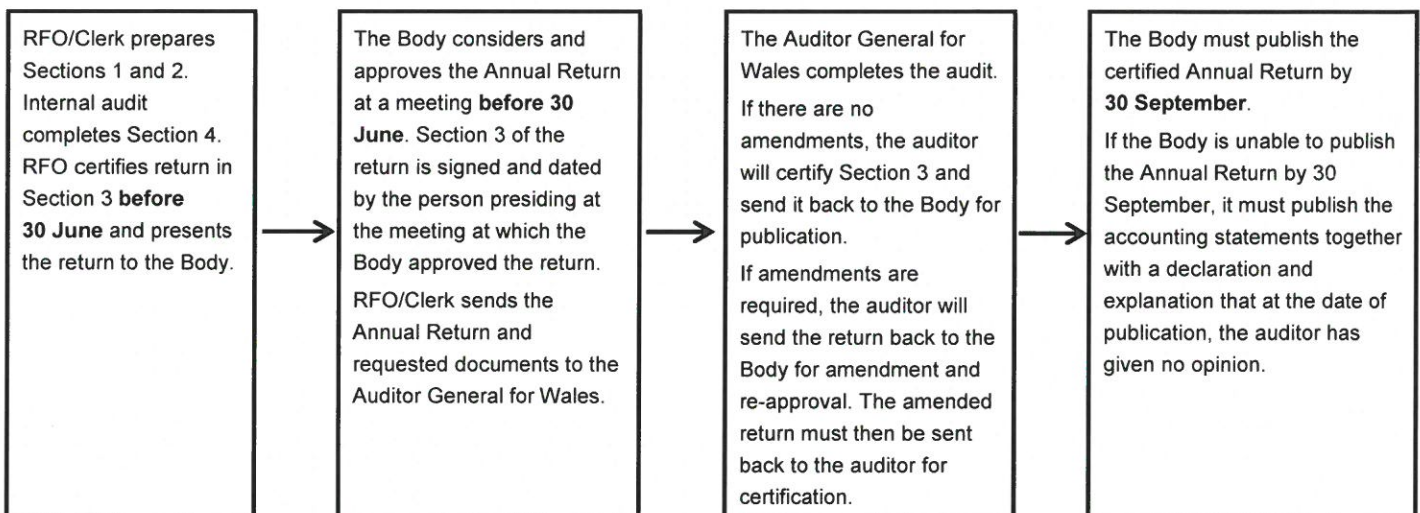 RFO/Clerk prepares
Sections 1 and 2.
Internal audit
completes Section 4.
RFO certifies return in
Section 3 before
30 June and presents
the return to the Body.
The Body considers and
approves the Annual Return
at a meeting before 30
June. Section 3 of the
return is signed and dated
by the person presiding at
the meeting at which the
Body approved the return.
RFO/Clerk sends the
Annual Return and
requested documents to the
Auditor General for Wales.
The Auditor General for
Wales completes the audit.
If there are no
amendments, the auditor
will certify Section 3 and
send it back to the Body for
publication.
If amendments are
required, the auditor will
send the return back to the
Body for amendment and
re-approval. The amended
return must then be sent
back to the auditor for
certification.
The Body must publish the
certified Annual Return by
30 September.
If the Body is unable to publish
the Annual Return by 30
September, it must publish the
accounting statements together
with a declaration and
explanation that at the date of
publication, the auditor has
given no opinion.